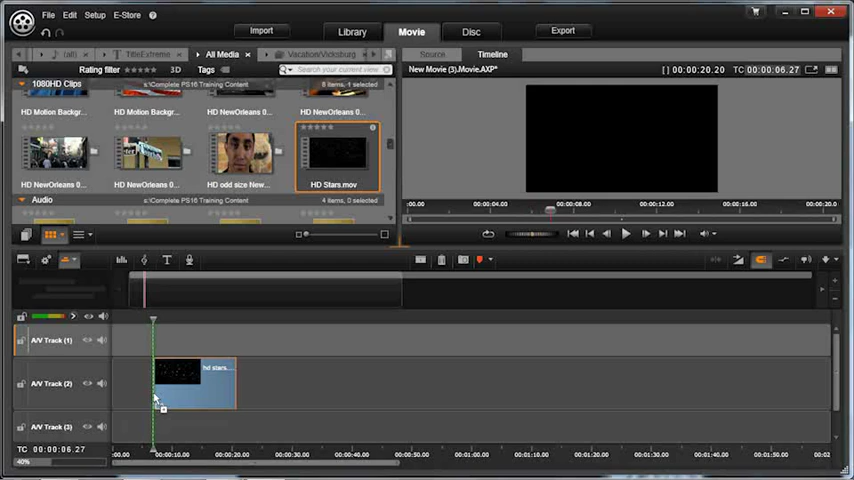 File Edit Setup E-Store
Import Library Movie Disc Export
(all) TitleExtreme All Media Vacation/Vicksburg
Rating filter 3D Tags Search your current view
1080HD Clips s:\Complete PS16 Training Content 8 items, 1 selected
HD Motion Backgr... HD Motion Backgr... HD NewOrleans 0... HD NewOrleans 0...
HD NewOrleans 0... HD NewOrleans 0... HD odd size New... HD Stars.mov
Audio s:\Complete PS16 Training Content 4 items, 0 selected
Source Timeline
New Movie (3).Movie.AXP* [ ] 00:00:20.20 TC 00:00:06.27
:00.00 00:00:04.00 00:00:08.00 00:00:12.00 00:00:16.00 00:00:20.0
A/V Track (1)
A/V Track (2) hd stars....
A/V Track (3)
TC 00:00:06.27 :00.00 00:00:10.00 00:00:20.00 00:00:30.00 00:00:40.00 00:00:50.00 00:01:00.00 00:01:10.00 00:01:20.00 00:01:30.00 00:01:40.00 00:01:50.00 00:02
40%